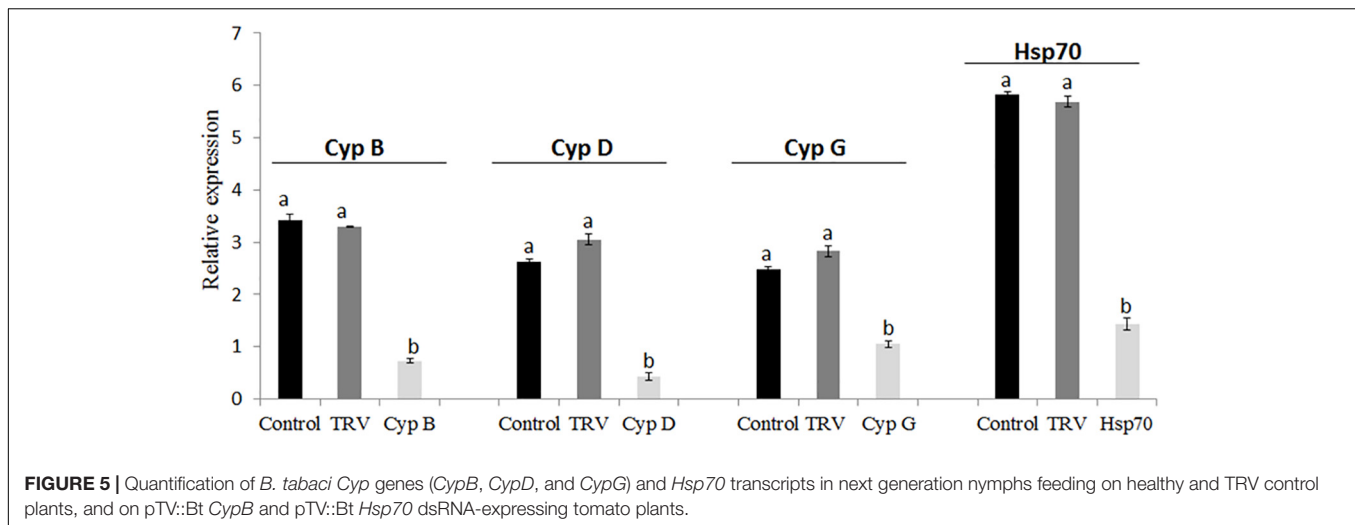 7
6
5
4
3
2
1
0
Relative expression
Cyp B
Cyp D
Cyp G
Hsp70
a
a
b
a
a
b
a
a
b
a
a
b
Control TRV Cyp B
Control TRV Cyp D
Control TRV Cyp G
Control TRV Hsp70
FIGURE 5 | Quantification of B. tabaci Cyp genes (CypB, CypD, and CypG) and Hsp70 transcripts in next generation nymphs feeding on healthy and TRV control
plants, and on pTV::Bt CypB and pTV::Bt Hsp70 dsRNA-expressing tomato plants.